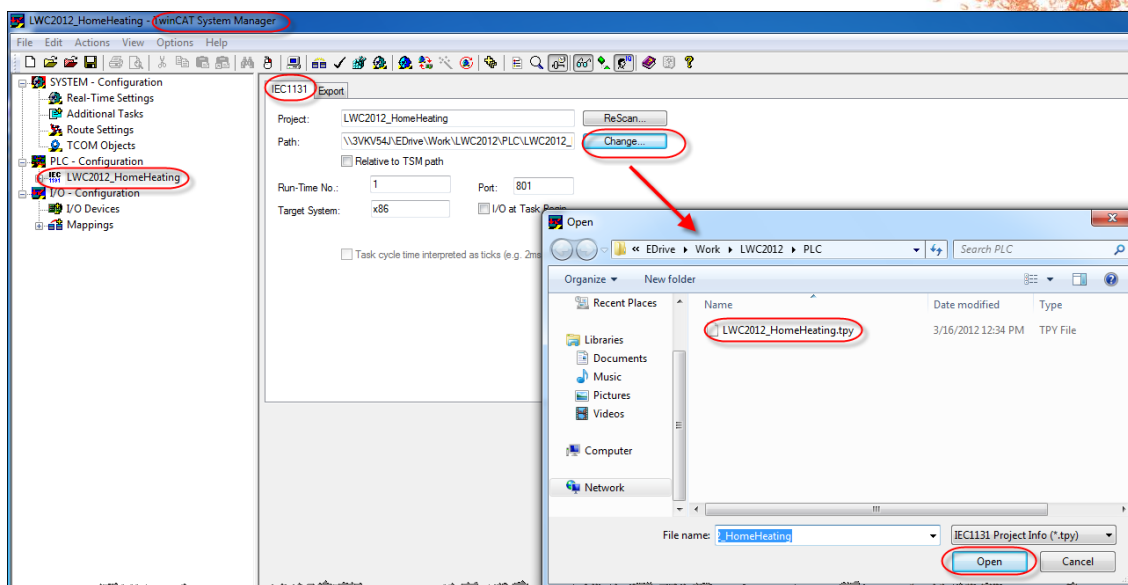 LWC2012_HomeHeating - TwinCAT System Manager
File Edit Actions View Options Help
SYSTEM - Configuration
Real-Time Settings
Additional Tasks
Route Settings
TCOM Objects
PLC - Configuration
IEC 1131 LWC2012_HomeHeating
I/O - Configuration
I/O Devices
Mappings
IEC1131 Export
Project: LWC2012_HomeHeating ReScan...
Path: \\3VKV54J\EDrive\Work\LWC2012\PLC\LWC2012_ Change...
Relative to TSM path
Run-Time No.: 1 Port: 801
Target System: x86 I/O at Task Begin
Task cycle time interpreted as ticks (e.g. 2ms
Open
« EDrive Work LWC2012 PLC Search PLC
Organize New folder
Recent Places
Libraries
Documents
Music
Pictures
Videos
Computer
Network
Name Date modified Type
LWC2012_HomeHeating.tpy 3/16/2012 12:34 PM TPY File
File name: _HomeHeating IEC1131 Project Info (*.tpy)
Open Cancel